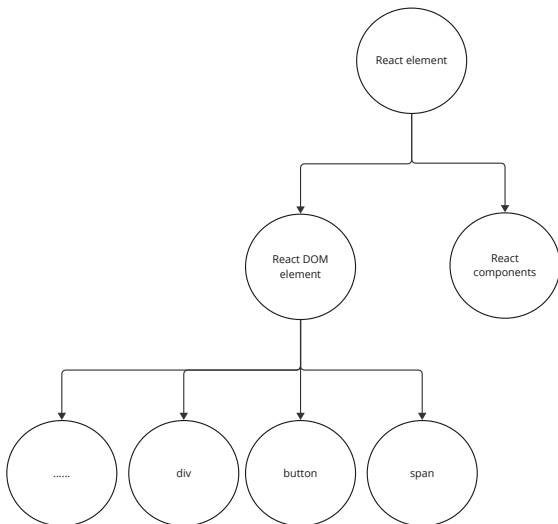 React element
React DOM
element
React
components
......
div
button
span